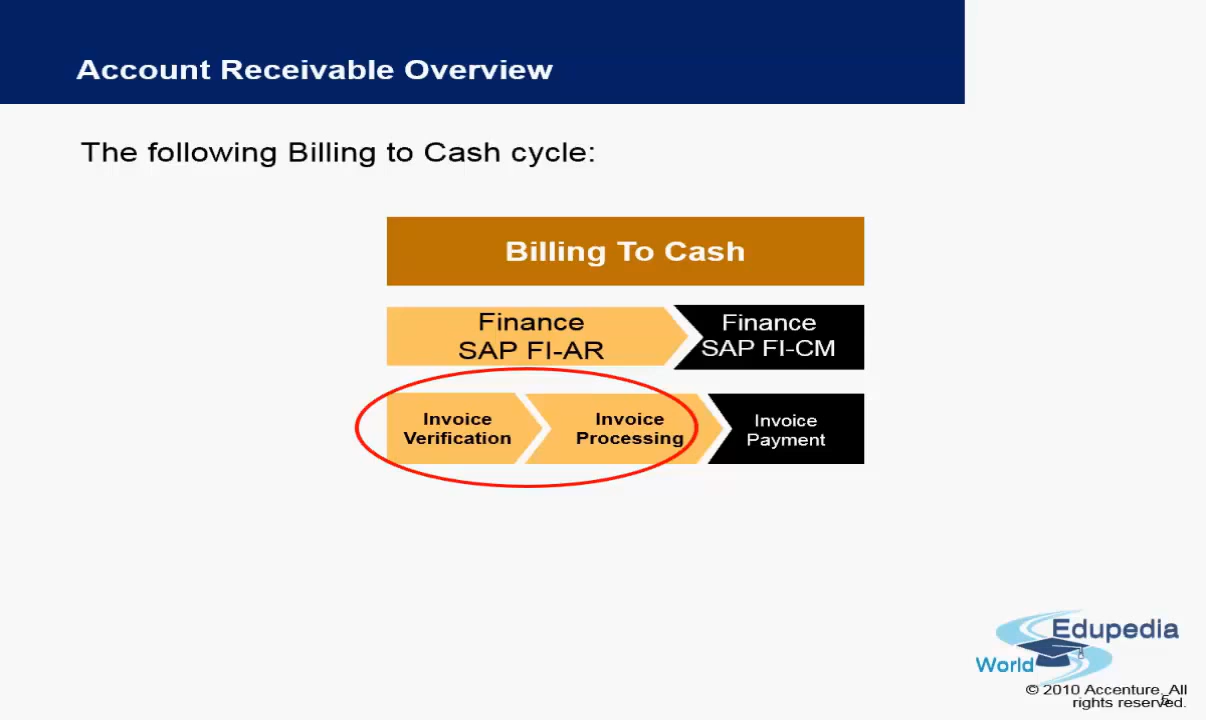 Account Receivable Overview
The following Billing to Cash cycle:
Billing To Cash
Finance
SAP FI-AR
Finance
SAP FI-CM
Invoice
Verification
Invoice
Processing
Invoice
Payment
Edupedia
World
© 2010 Accenture. All
rights reserved.
5